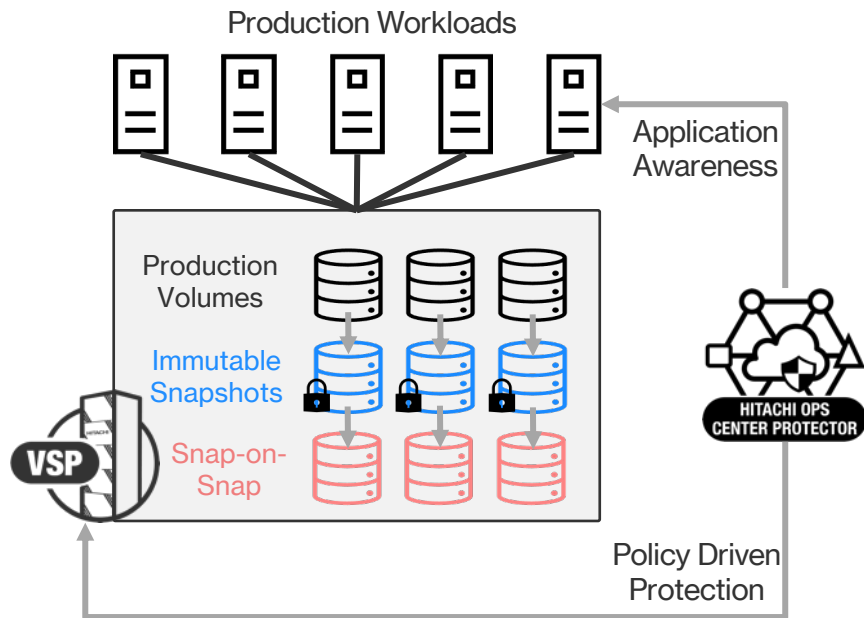 Production Workloads
Application
Awareness
Production
Volumes
Immutable
Snapshots
HITACHI
VSP
Snap-on-
Snap
HITACHI OPS
CENTER PROTECTOR
Policy Driven
Protection